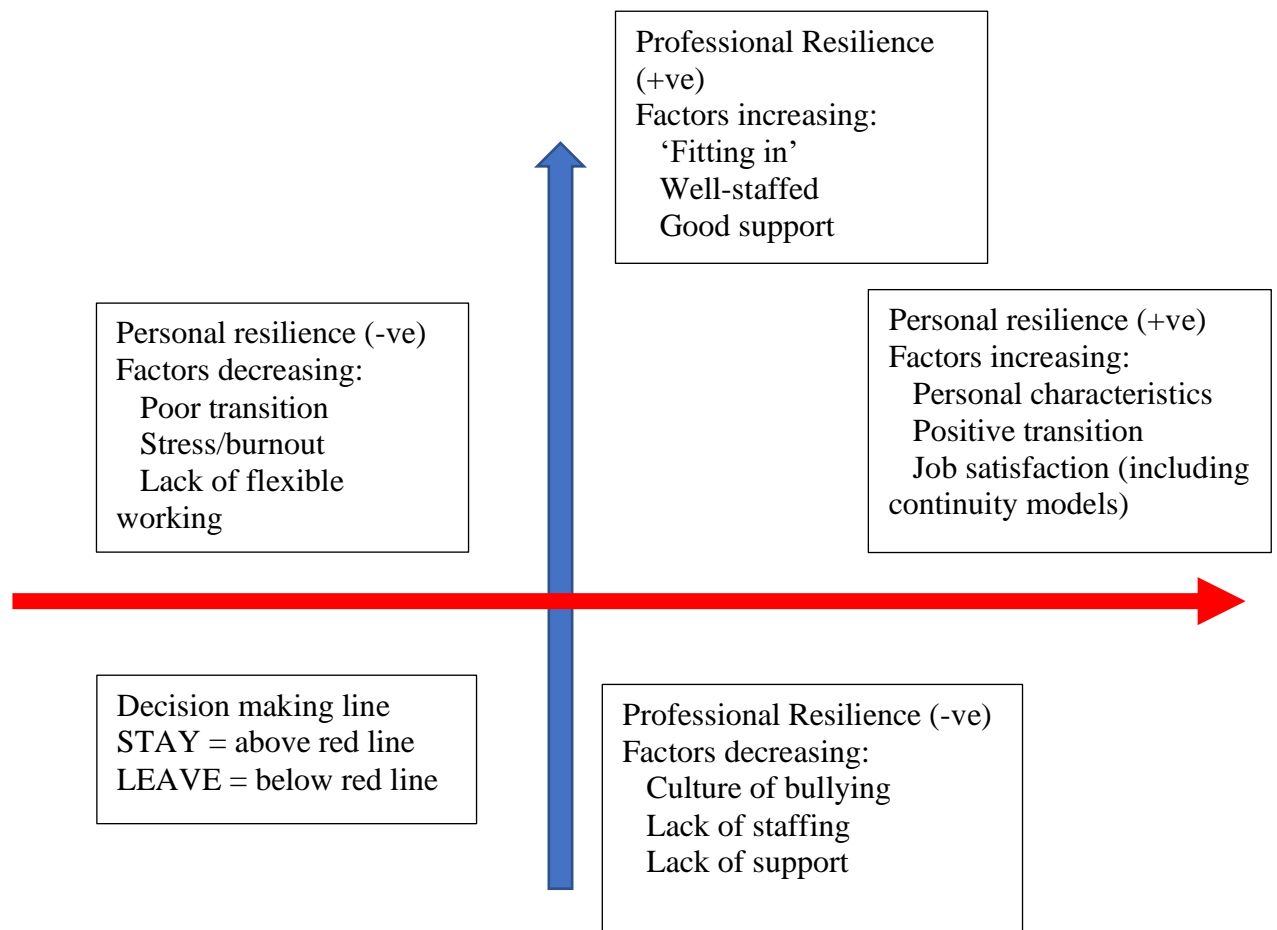 Professional Resilience
(+ve)
Factors increasing:
‘Fitting in’
Well-staffed
Good support
Personal resilience (-ve)
Factors decreasing:
Poor transition
Stress/burnout
Lack of flexible
working
Personal resilience (+ve)
Factors increasing:
Personal characteristics
Positive transition
Job satisfaction (including
continuity models)
Decision making line
STAY = above red line
LEAVE = below red line
Professional Resilience (-ve)
Factors decreasing:
Culture of bullying
Lack of staffing
Lack of support